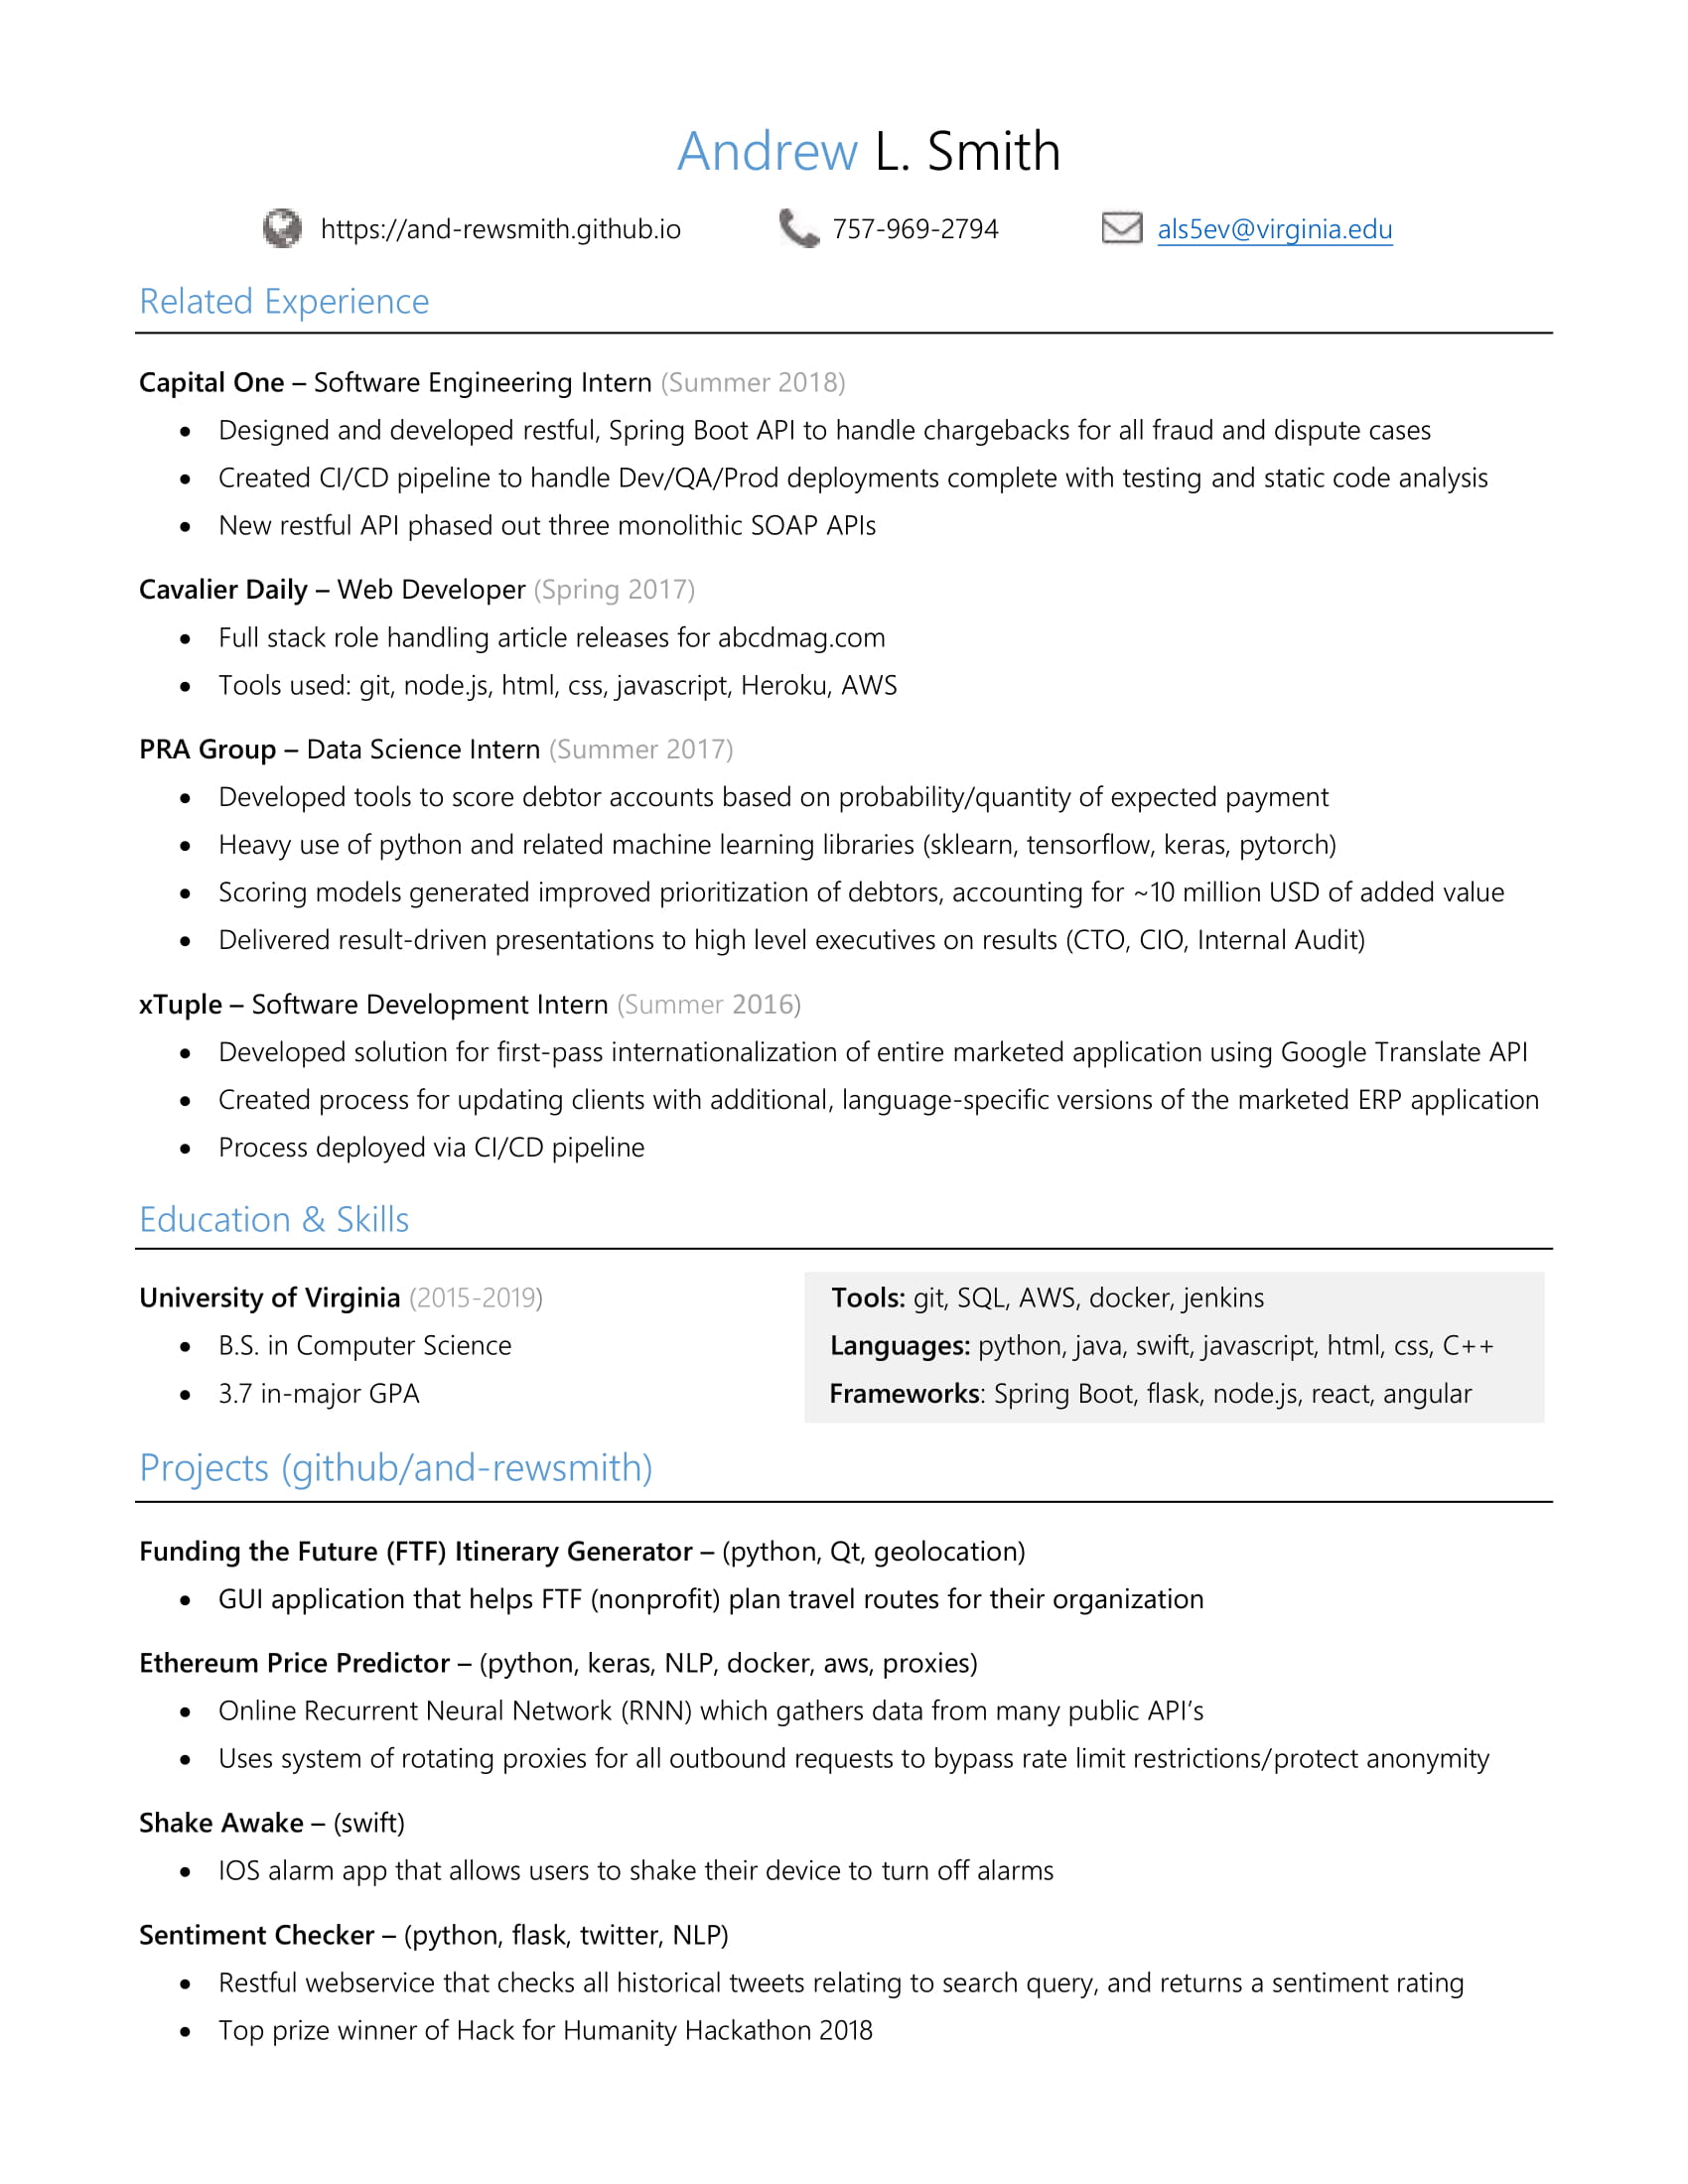 Andrew L. Smith
https://and-rewsmith.github.io 757-969-2794 als5ev@virginia.edu
Related Experience
Capital One – Software Engineering Intern (Summer 2018)
• Designed and developed restful, Spring Boot API to handle chargebacks for all fraud and dispute cases
• Created CI/CD pipeline to handle Dev/QA/Prod deployments complete with testing and static code analysis
• New restful API phased out three monolithic SOAP APIs
Cavalier Daily – Web Developer (Spring 2017)
• Full stack role handling article releases for abcdmag.com
• Tools used: git, node.js, html, css, javascript, Heroku, AWS
PRA Group – Data Science Intern (Summer 2017)
• Developed tools to score debtor accounts based on probability/quantity of expected payment
• Heavy use of python and related machine learning libraries (sklearn, tensorflow, keras, pytorch)
• Scoring models generated improved prioritization of debtors, accounting for ~10 million USD of added value
• Delivered result-driven presentations to high level executives on results (CTO, CIO, Internal Audit)
xTuple – Software Development Intern (Summer 2016)
• Developed solution for first-pass internationalization of entire marketed application using Google Translate API
• Created process for updating clients with additional, language-specific versions of the marketed ERP application
• Process deployed via CI/CD pipeline
Education & Skills
University of Virginia (2015-2019)
• B.S. in Computer Science
• 3.7 in-major GPA
Tools: git, SQL, AWS, docker, jenkins
Languages: python, java, swift, javascript, html, css, C++
Frameworks: Spring Boot, flask, node.js, react, angular
Projects (github/and-rewsmith)
Funding the Future (FTF) Itinerary Generator – (python, Qt, geolocation)
• GUI application that helps FTF (nonprofit) plan travel routes for their organization
Ethereum Price Predictor – (python, keras, NLP, docker, aws, proxies)
• Online Recurrent Neural Network (RNN) which gathers data from many public API’s
• Uses system of rotating proxies for all outbound requests to bypass rate limit restrictions/protect anonymity
Shake Awake – (swift)
• IOS alarm app that allows users to shake their device to turn off alarms
Sentiment Checker – (python, flask, twitter, NLP)
• Restful webservice that checks all historical tweets relating to search query, and returns a sentiment rating
• Top prize winner of Hack for Humanity Hackathon 2018